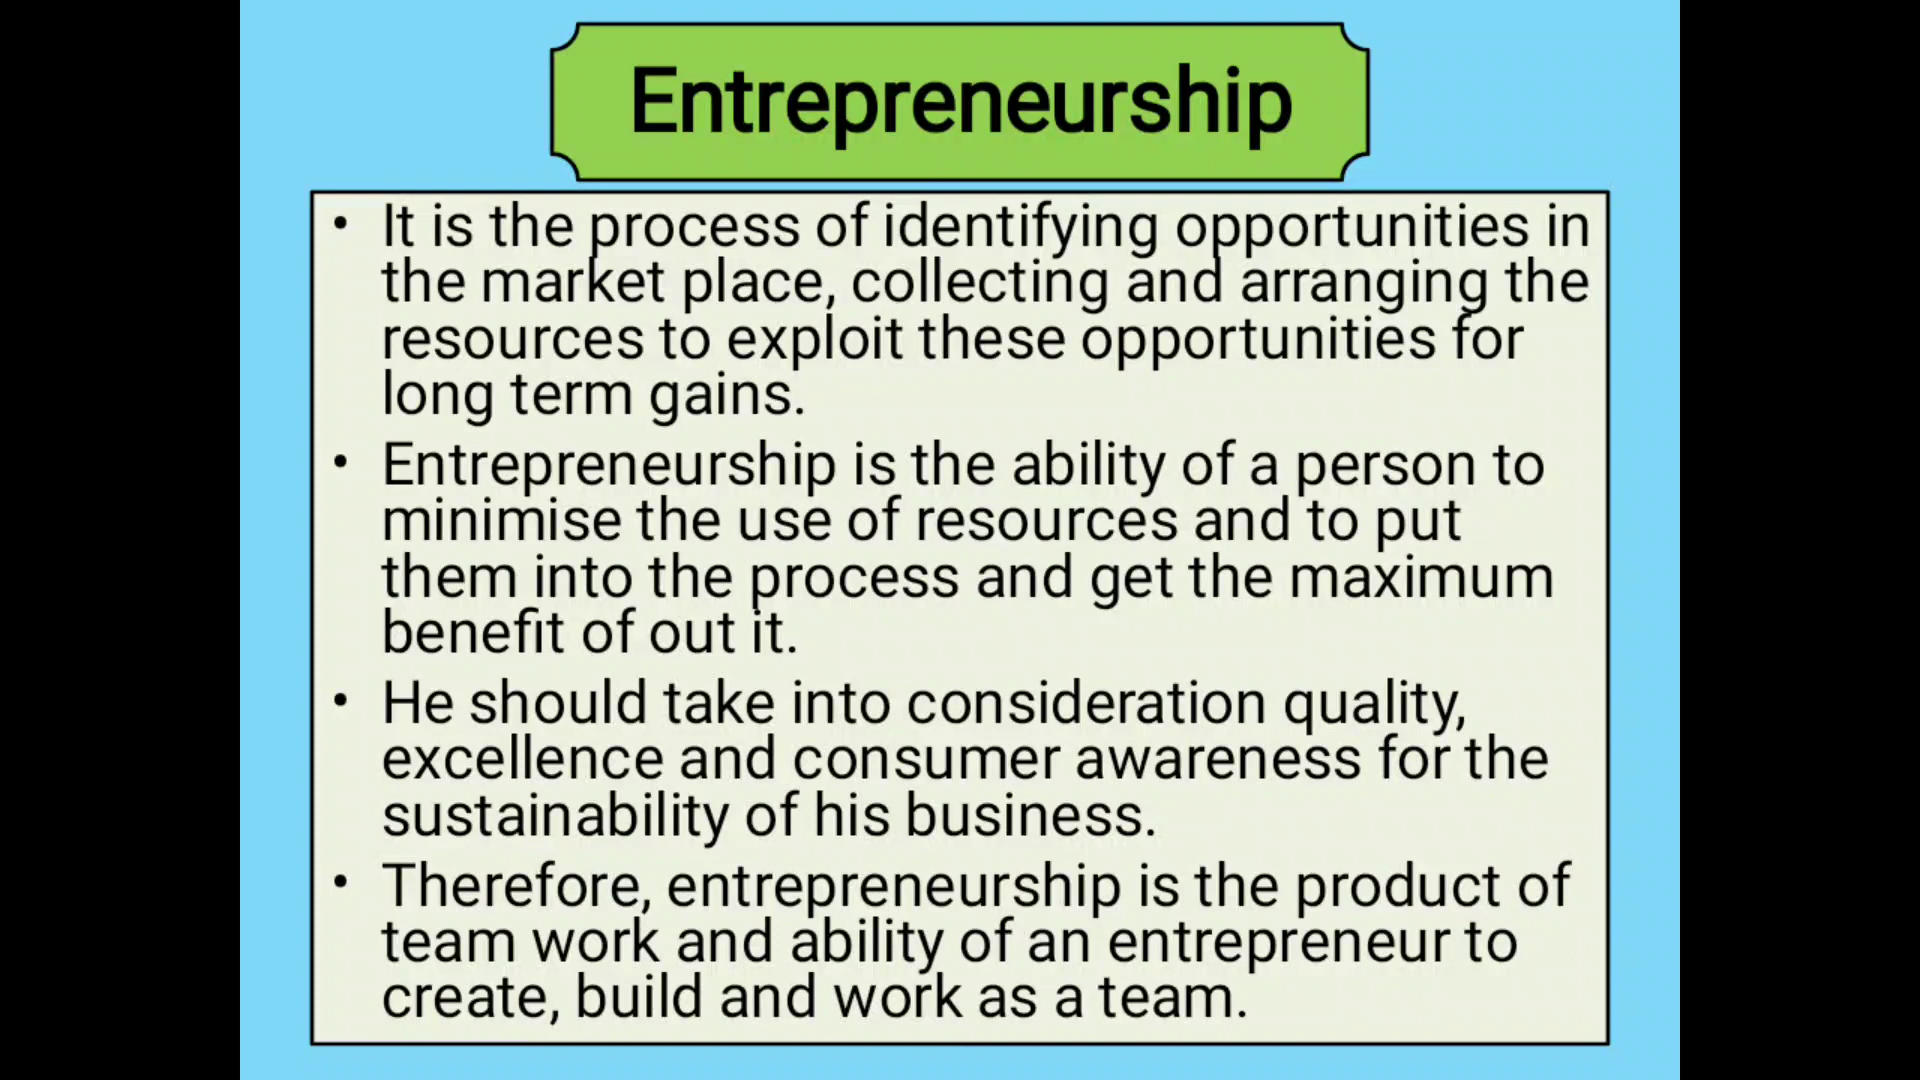 Entrepreneurship
• It is the process of identifying opportunities in
the market place, collecting and arranging the
resources to exploit these opportunities for
long term gains.
• Entrepreneurship is the ability of a person to
minimise the use of resources and to put
them into the process and get the maximum
benefit of out it.
• He should take into consideration quality,
excellence and consumer awareness for the
sustainability of his business.
• Therefore, entrepreneurship is the product of
team work and ability of an entrepreneur to
create, build and work as a team.